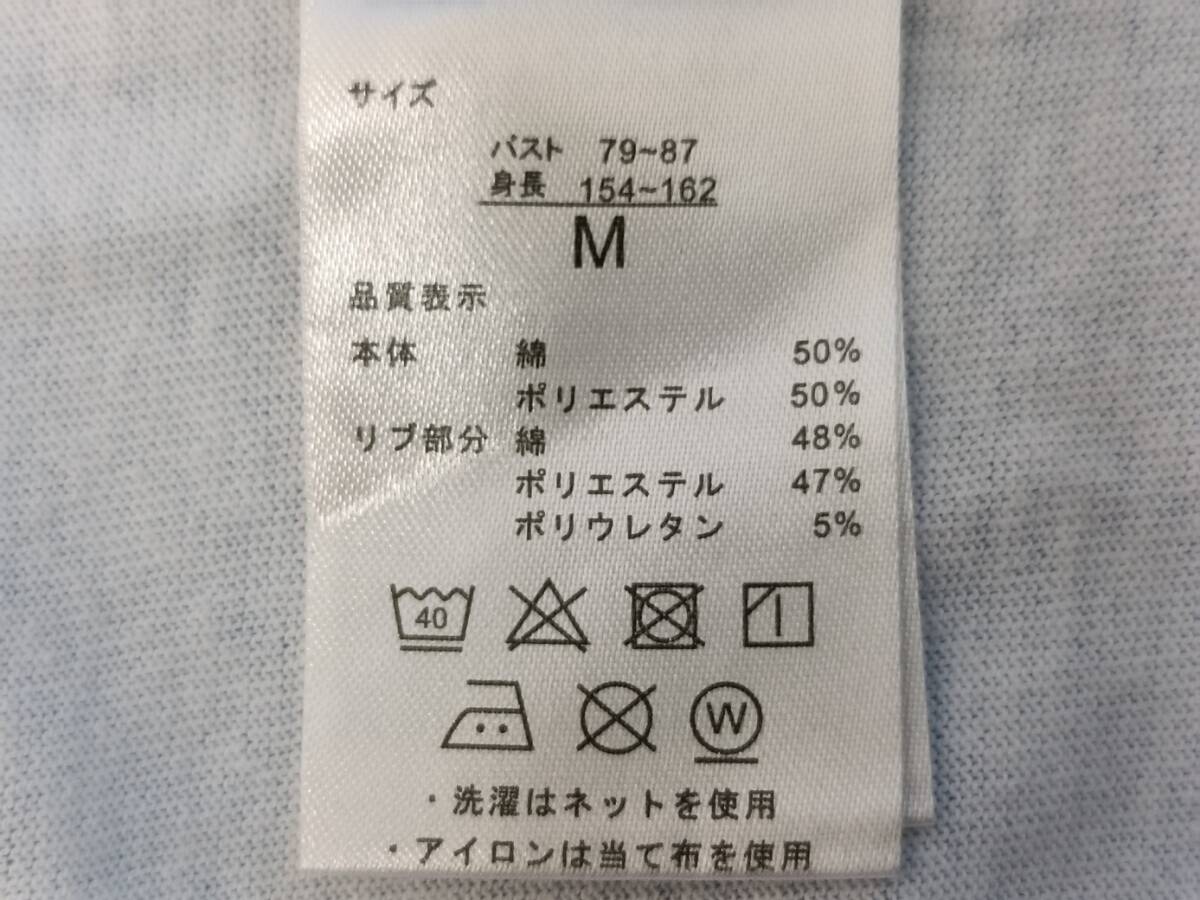 サイズ
バスト 79~87
身長 154~162
M
品質表示
本体 綿 50%
ポリエステル 50%
リブ部分 綿 48%
ポリエステル 47%
ポリウレタン 5%
40
W
・洗濯はネットを使用
・アイロンは当て布を使用